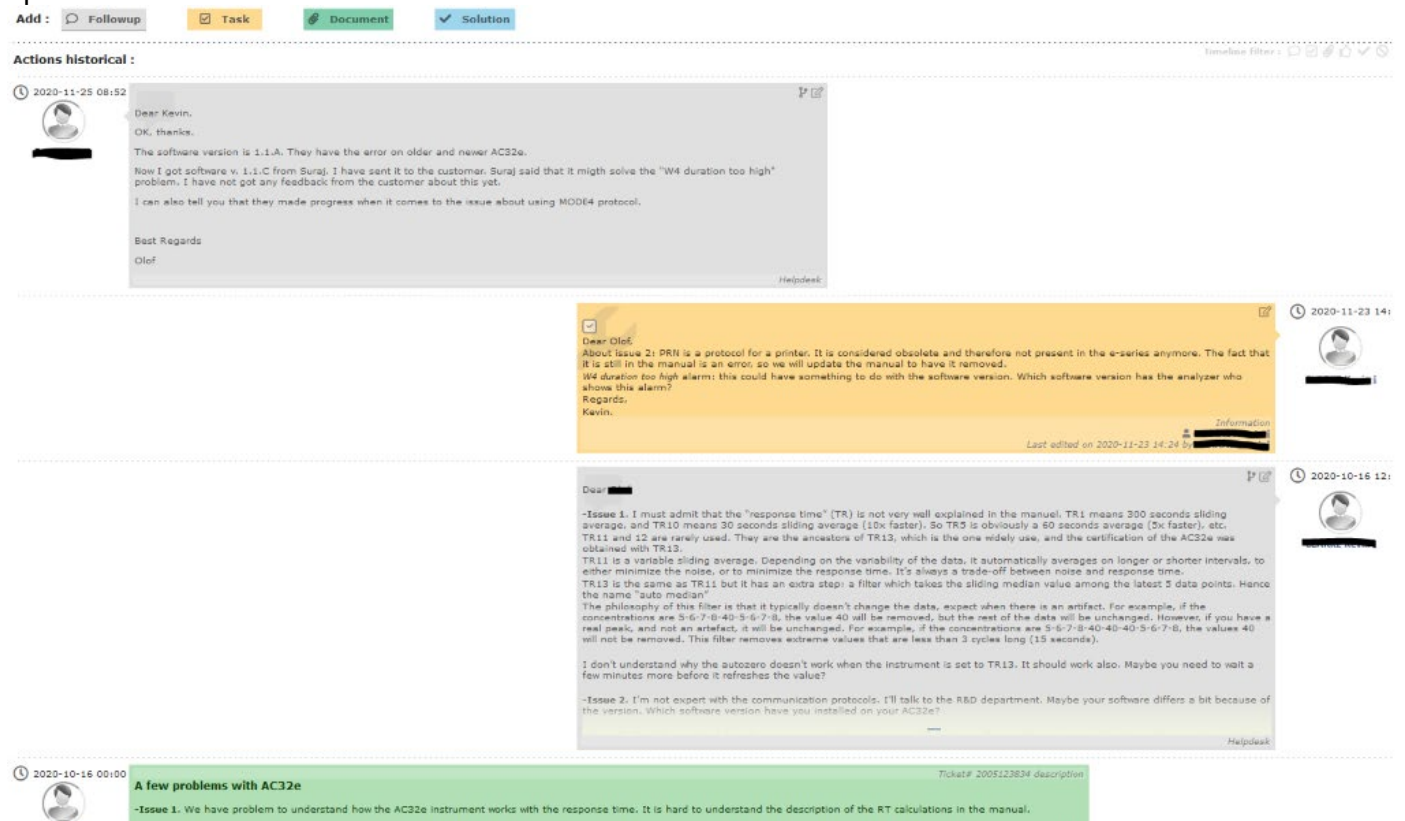 Add : Followup Task Document Solution
Timeline filter :
Actions historical :
2020-11-25 08:52
Dear Kevin,
OK, thanks.
The software version is 1.1.A. They have the error on older and newer AC32e.
Now I got software v. 1.1.C from Suraj. I have sent it to the customer. Suraj said that it migth solve the "W4 duration too high"
problem. I have not got any feedback from the customer about this yet.
I can also tell you that they made progress when it comes to the issue about using MODE4 protocol.
Best Regards
Olof
Helpdesk
2020-11-23 14:
Dear Olof,
About issue 2: PRN is a protocol for a printer. It is considered obsolete and therefore not present in the e-series anymore. The fact that
it is still in the manual is an error, so we will update the manual to have it removed.
W4 duration too high alarm: this could have something to do with the software version. Which software version has the analyzer who
shows this alarm?
Regards,
Kevin.
Information
Last edited on 2020-11-23 14:24 by
2020-10-16 12:
Dear
-Issue 1. I must admit that the "response time" (TR) is not very well explained in the manuel. TR1 means 300 seconds sliding
average, and TR10 means 30 seconds sliding average (10x faster). So TR5 is obviously a 60 seconds average (5x faster), etc.
TR11 and 12 are rarely used. They are the ancestors of TR13, which is the one widely use, and the certification of the AC32e was
obtained with TR13.
TR11 is a variable sliding average. Depending on the variability of the data, it automatically averages on longer or shorter intervals, to
either minimize the noise, or to minimize the response time. It's always a trade-off between noise and response time.
TR13 is the same as TR11 but it has an extra step: a filter which takes the sliding median value among the latest 5 data points. Hence
the name "auto median"
The philosophy of this filter is that it typically doesn't change the data, expect when there is an artifact. For example, if the
concentrations are 5-6-7-8-40-5-6-7-8, the value 40 will be removed, but the rest of the data will be unchanged. However, if you have a
real peak, and not an artefact, it will be unchanged. For example, if the concentrations are 5-6-7-8-40-40-40-5-6-7-8, the values 40
will not be removed. This filter removes extreme values that are less than 3 cycles long (15 seconds).
I don't understand why the autozero doesn't work when the instrument is set to TR13. It should work also. Maybe you need to wait a
few minutes more before it refreshes the value?
-Issue 2. I'm not expert with the communication protocols. I'll talk to the R&D department. Maybe your software differs a bit because of
the version. Which software version have you installed on your AC32e?
Helpdesk
2020-10-16 00:00
Ticket# 2005123834 description
A few problems with AC32e
-Issue 1. We have problem to understand how the AC32e instrument works with the response time. It is hard to understand the description of the RT calculations in the manual.